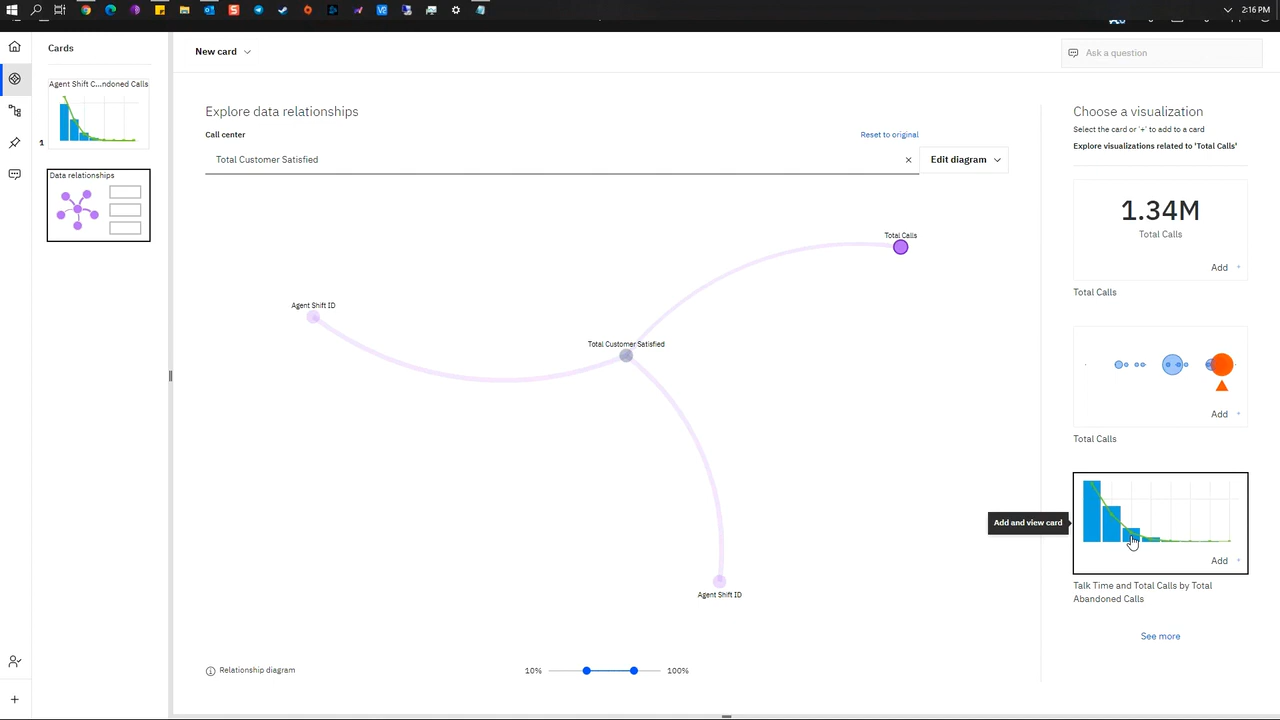 2:16 PM
Cards
New card
Ask a question
Agent Shift C...ndoned Calls
1
Data relationships
Explore data relationships
Call center
Reset to original
Total Customer Satisfied
Edit diagram
Total Calls
Agent Shift ID
Total Customer Satisfied
Agent Shift ID
Relationship diagram
10%
100%
Choose a visualization
Select the card or '+' to add to a card
Explore visualizations related to 'Total Calls'
1.34M
Total Calls
Add +
Total Calls
Add +
Total Calls
Add and view card
Add +
Talk Time and Total Calls by Total
Abandoned Calls
See more